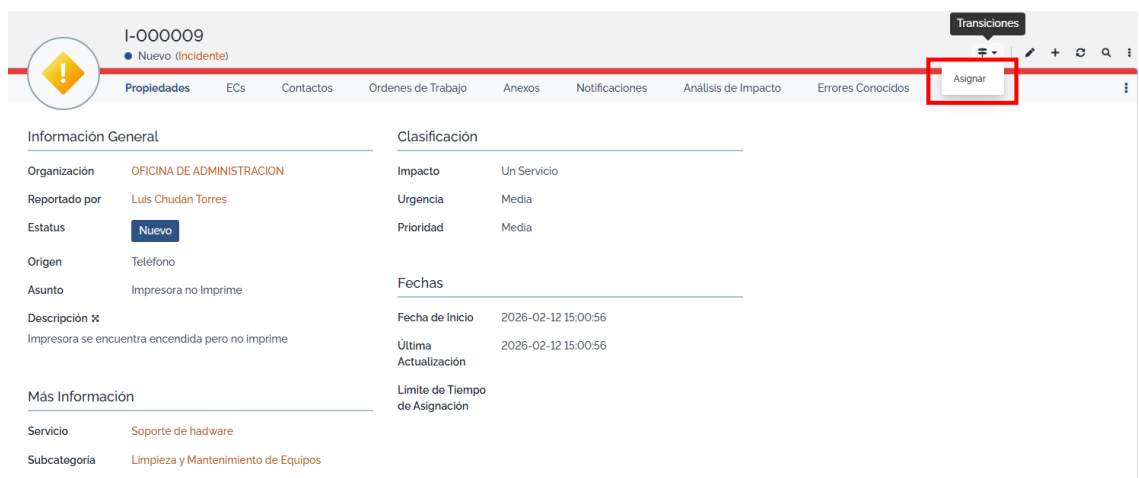 I-000009
Nuevo (Incidente)
Transiciones
Asignar
Propiedades ECs Contactos Ordenes de Trabajo Anexos Notificaciones Análisis de Impacto Errores Conocidos
Información General
Organización OFICINA DE ADMINISTRACION
Reportado por Luis Chudán Torres
Estatus Nuevo
Origen Teléfono
Asunto Impresora no Imprime
Descripción
Impresora se encuentra encendida pero no imprime
Más Información
Servicio Soporte de hadware
Subcategoría Limpieza y Mantenimiento de Equipos
Clasificación
Impacto Un Servicio
Urgencia Media
Prioridad Media
Fechas
Fecha de Inicio 2026-02-12 15:00:56
Última
Actualización 2026-02-12 15:00:56
Límite de Tiempo
de Asignación